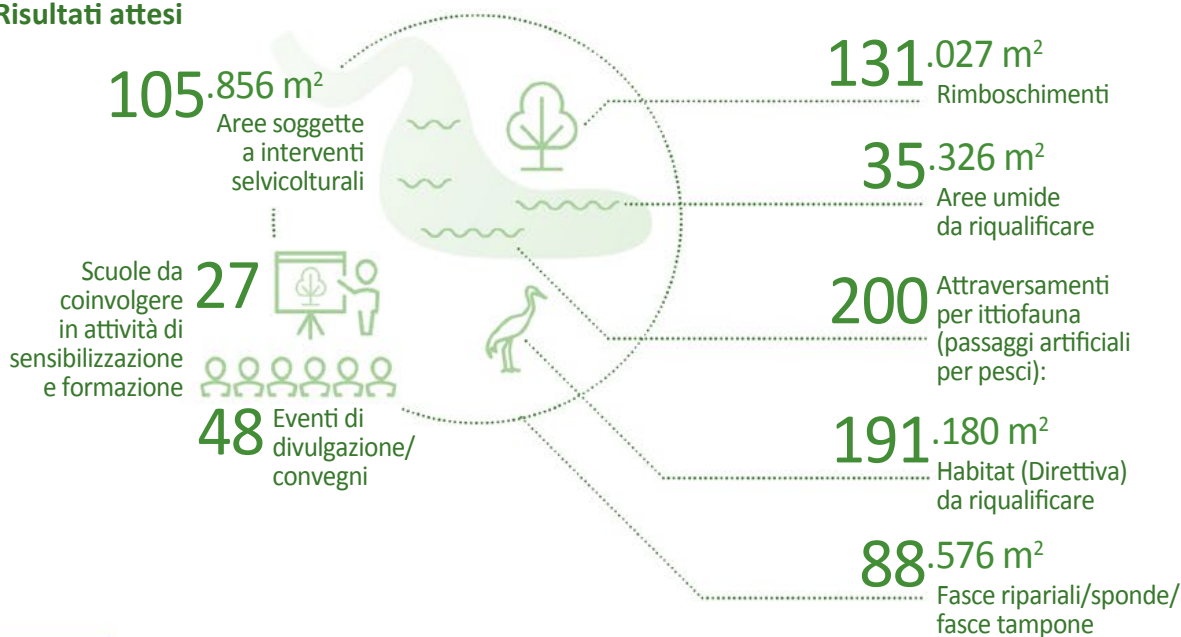 Risultati attesi
105.856 m²
Aree soggette
a interventi
selvicolturali
Scuole da
coinvolgere
in attività di
sensibilizzazione
e formazione
27
48
Eventi di
divulgazione/
convegni
131.027 m²
Rimboschimenti
35.326 m²
Aree umide
da riqualificare
200
Attraversamenti
per ittiofauna
(passaggi artificiali
per pesci):
191.180 m²
Habitat (Direttiva)
da riqualificare
88.576 m²
Fasce ripariali/sponde/
fasce tampone